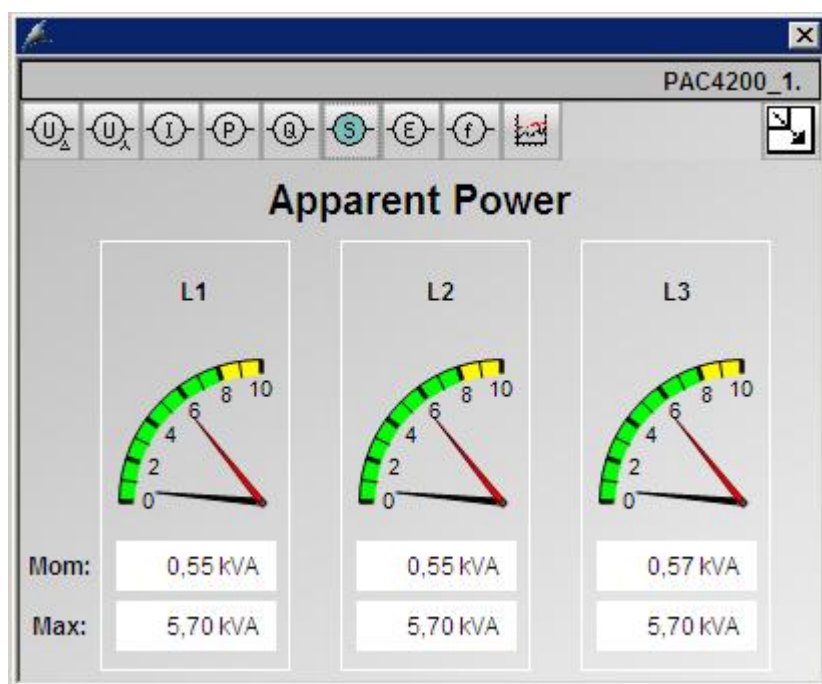 PAC4200_1.
U△ U⅄ I P Q S E f
Apparent Power
L1 L2 L3
0 2 4 6 8 10 0 2 4 6 8 10 0 2 4 6 8 10
Mom: 0,55 kVA 0,55 kVA 0,57 kVA
Max: 5,70 kVA 5,70 kVA 5,70 kVA